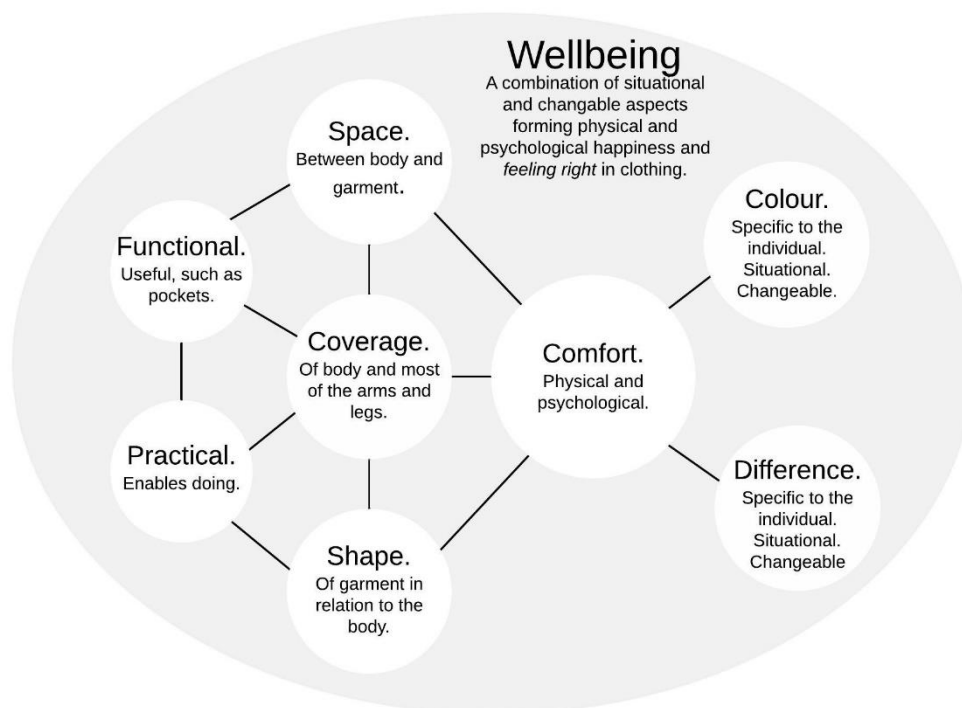 Wellbeing
A combination of situational
and changable aspects
forming physical and
psychological happiness and
feeling right in clothing.
Space.
Between body and
garment.
Colour.
Specific to the
individual.
Situational.
Changeable.
Functional.
Useful, such as
pockets.
Coverage.
Of body and most
of the arms and
legs.
Comfort.
Physical and
psychological.
Practical.
Enables doing.
Difference.
Specific to the
individual.
Situational.
Changeable
Shape.
Of garment in
relation to the
body.